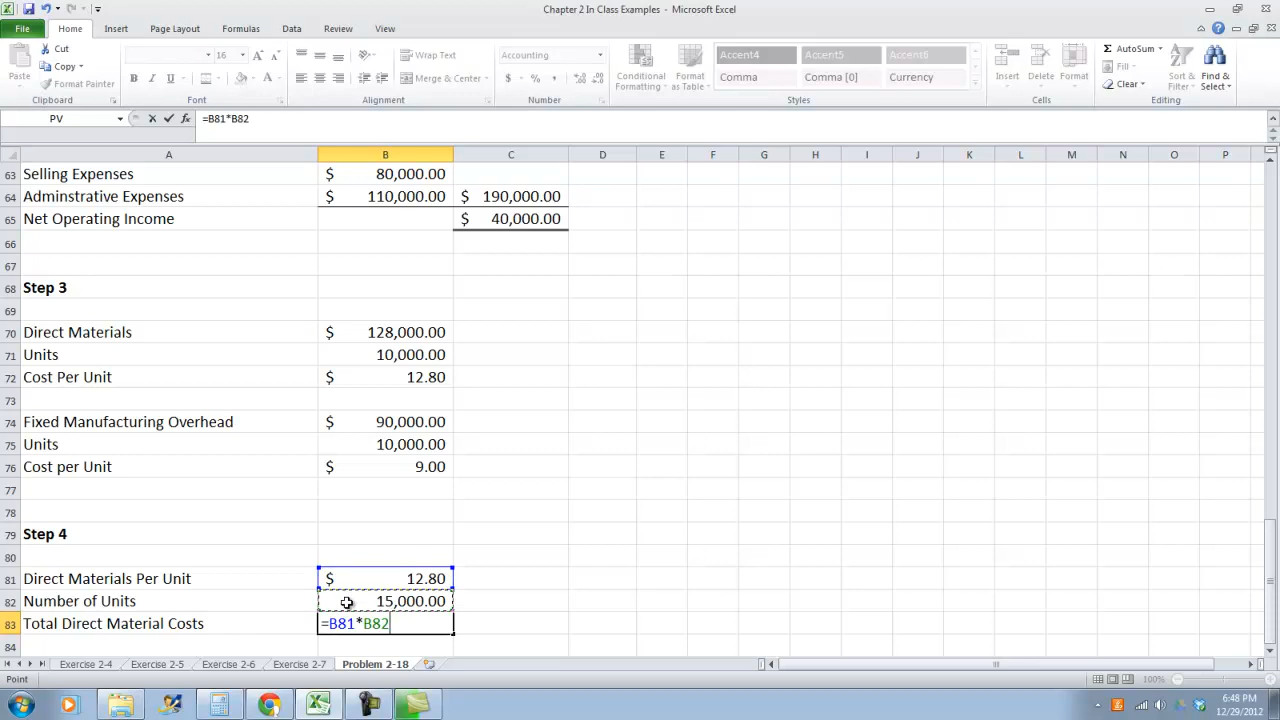 Chapter 2 In Class Examples - Microsoft Excel
File Home Insert Page Layout Formulas Data Review View
Paste
Cut
Copy
Format Painter
16
B I U
Wrap Text
Merge & Center
Accounting
$ % ,
Conditional Formatting
Format as Table
Accent4 Accent5 Accent6
Comma Comma [0] Currency
Insert Delete Format
AutoSum
Fill
Clear
Sort & Filter
Find & Select
Clipboard Font Alignment Number Styles Cells Editing
PV =B81*B82
A B C D E F G H I J K L M N O P
63 Selling Expenses $ 80,000.00
64 Adminstrative Expenses $ 110,000.00 $ 190,000.00
65 Net Operating Income $ 40,000.00
66
67
68 Step 3
69
70 Direct Materials $ 128,000.00
71 Units 10,000.00
72 Cost Per Unit $ 12.80
73
74 Fixed Manufacturing Overhead $ 90,000.00
75 Units 10,000.00
76 Cost per Unit $ 9.00
77
78
79 Step 4
80
81 Direct Materials Per Unit $ 12.80
82 Number of Units 15,000.00
83 Total Direct Material Costs =B81*B82
84
Exercise 2-4 Exercise 2-5 Exercise 2-6 Exercise 2-7 Problem 2-18
Point 100%
6:48 PM
12/29/2012